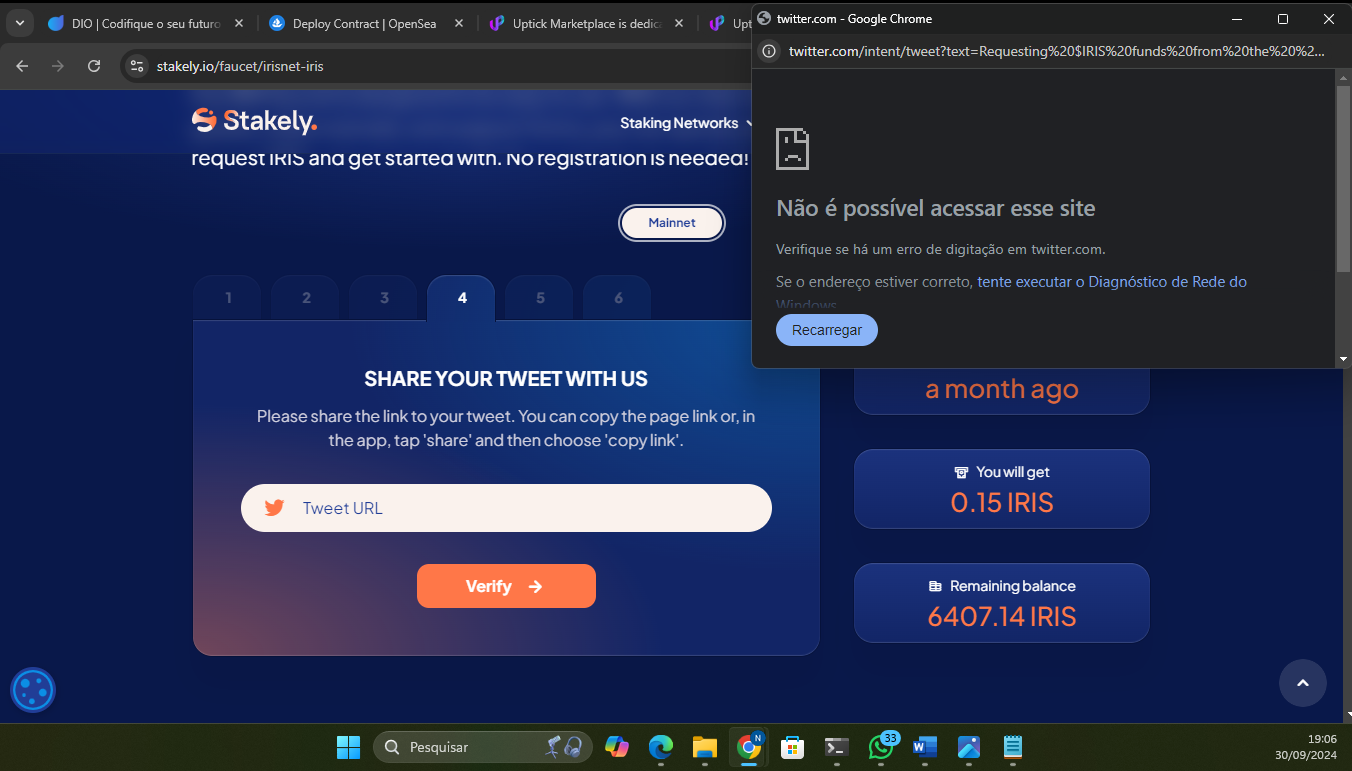 DIO | Codifique o seu futuro
Deploy Contract | OpenSea
Uptick Marketplace is dedica
Upt
stakely.io/faucet/irisnet-iris
twitter.com - Google Chrome
twitter.com/intent/tweet?text=Requesting%20$IRIS%20funds%20from%20the%20%2...
Não é possível acessar esse site
Verifique se há um erro de digitação em twitter.com.
Se o endereço estiver correto, tente executar o Diagnóstico de Rede do
Windows
Recarregar
Stakely.
Staking Networks
request IRIS and get started with. No registration is needed!
Mainnet
1 2 3 4 5 6
SHARE YOUR TWEET WITH US
Please share the link to your tweet. You can copy the page link or, in
the app, tap 'share' and then choose 'copy link'.
Tweet URL
Verify
a month ago
You will get
0.15 IRIS
Remaining balance
6407.14 IRIS
Pesquisar
N
33
W
19:06
30/09/2024